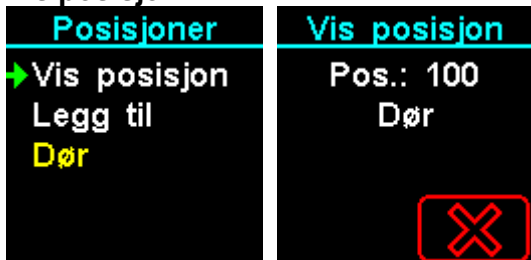 Posisjoner
Vis posisjon
Legg til
Dør
Vis posisjon
Pos.: 100
Dør